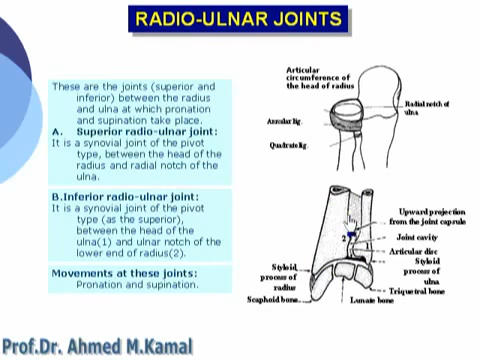 RADIO-ULNAR JOINTS
These are the joints (superior and
inferior) between the radius
and ulna at which pronation
and supination take place.
A. Superior radio-ulnar joint:
It is a synovial joint of the pivot
type, between the head of the
radius and radial notch of the
ulna.
B.Inferior radio-ulnar joint:
It is a synovial joint of the pivot
type (as the superior),
between the head of the
ulna(1) and ulnar notch of the
lower end of radius(2).
Movements at these joints:
Pronation and supination.
Articular
circumference of
the head of radius
Radial notch of
ulna
Annular lig.
Quadrate lig.
Upward projection
from the joint capsule
2
Joint cavity
Articular disc
Styloid
process of
ulna
Styloid
process of
radius
Triquetral bone
Scaphoid bone
Lunate bone
Prof.Dr. Ahmed M.Kamal